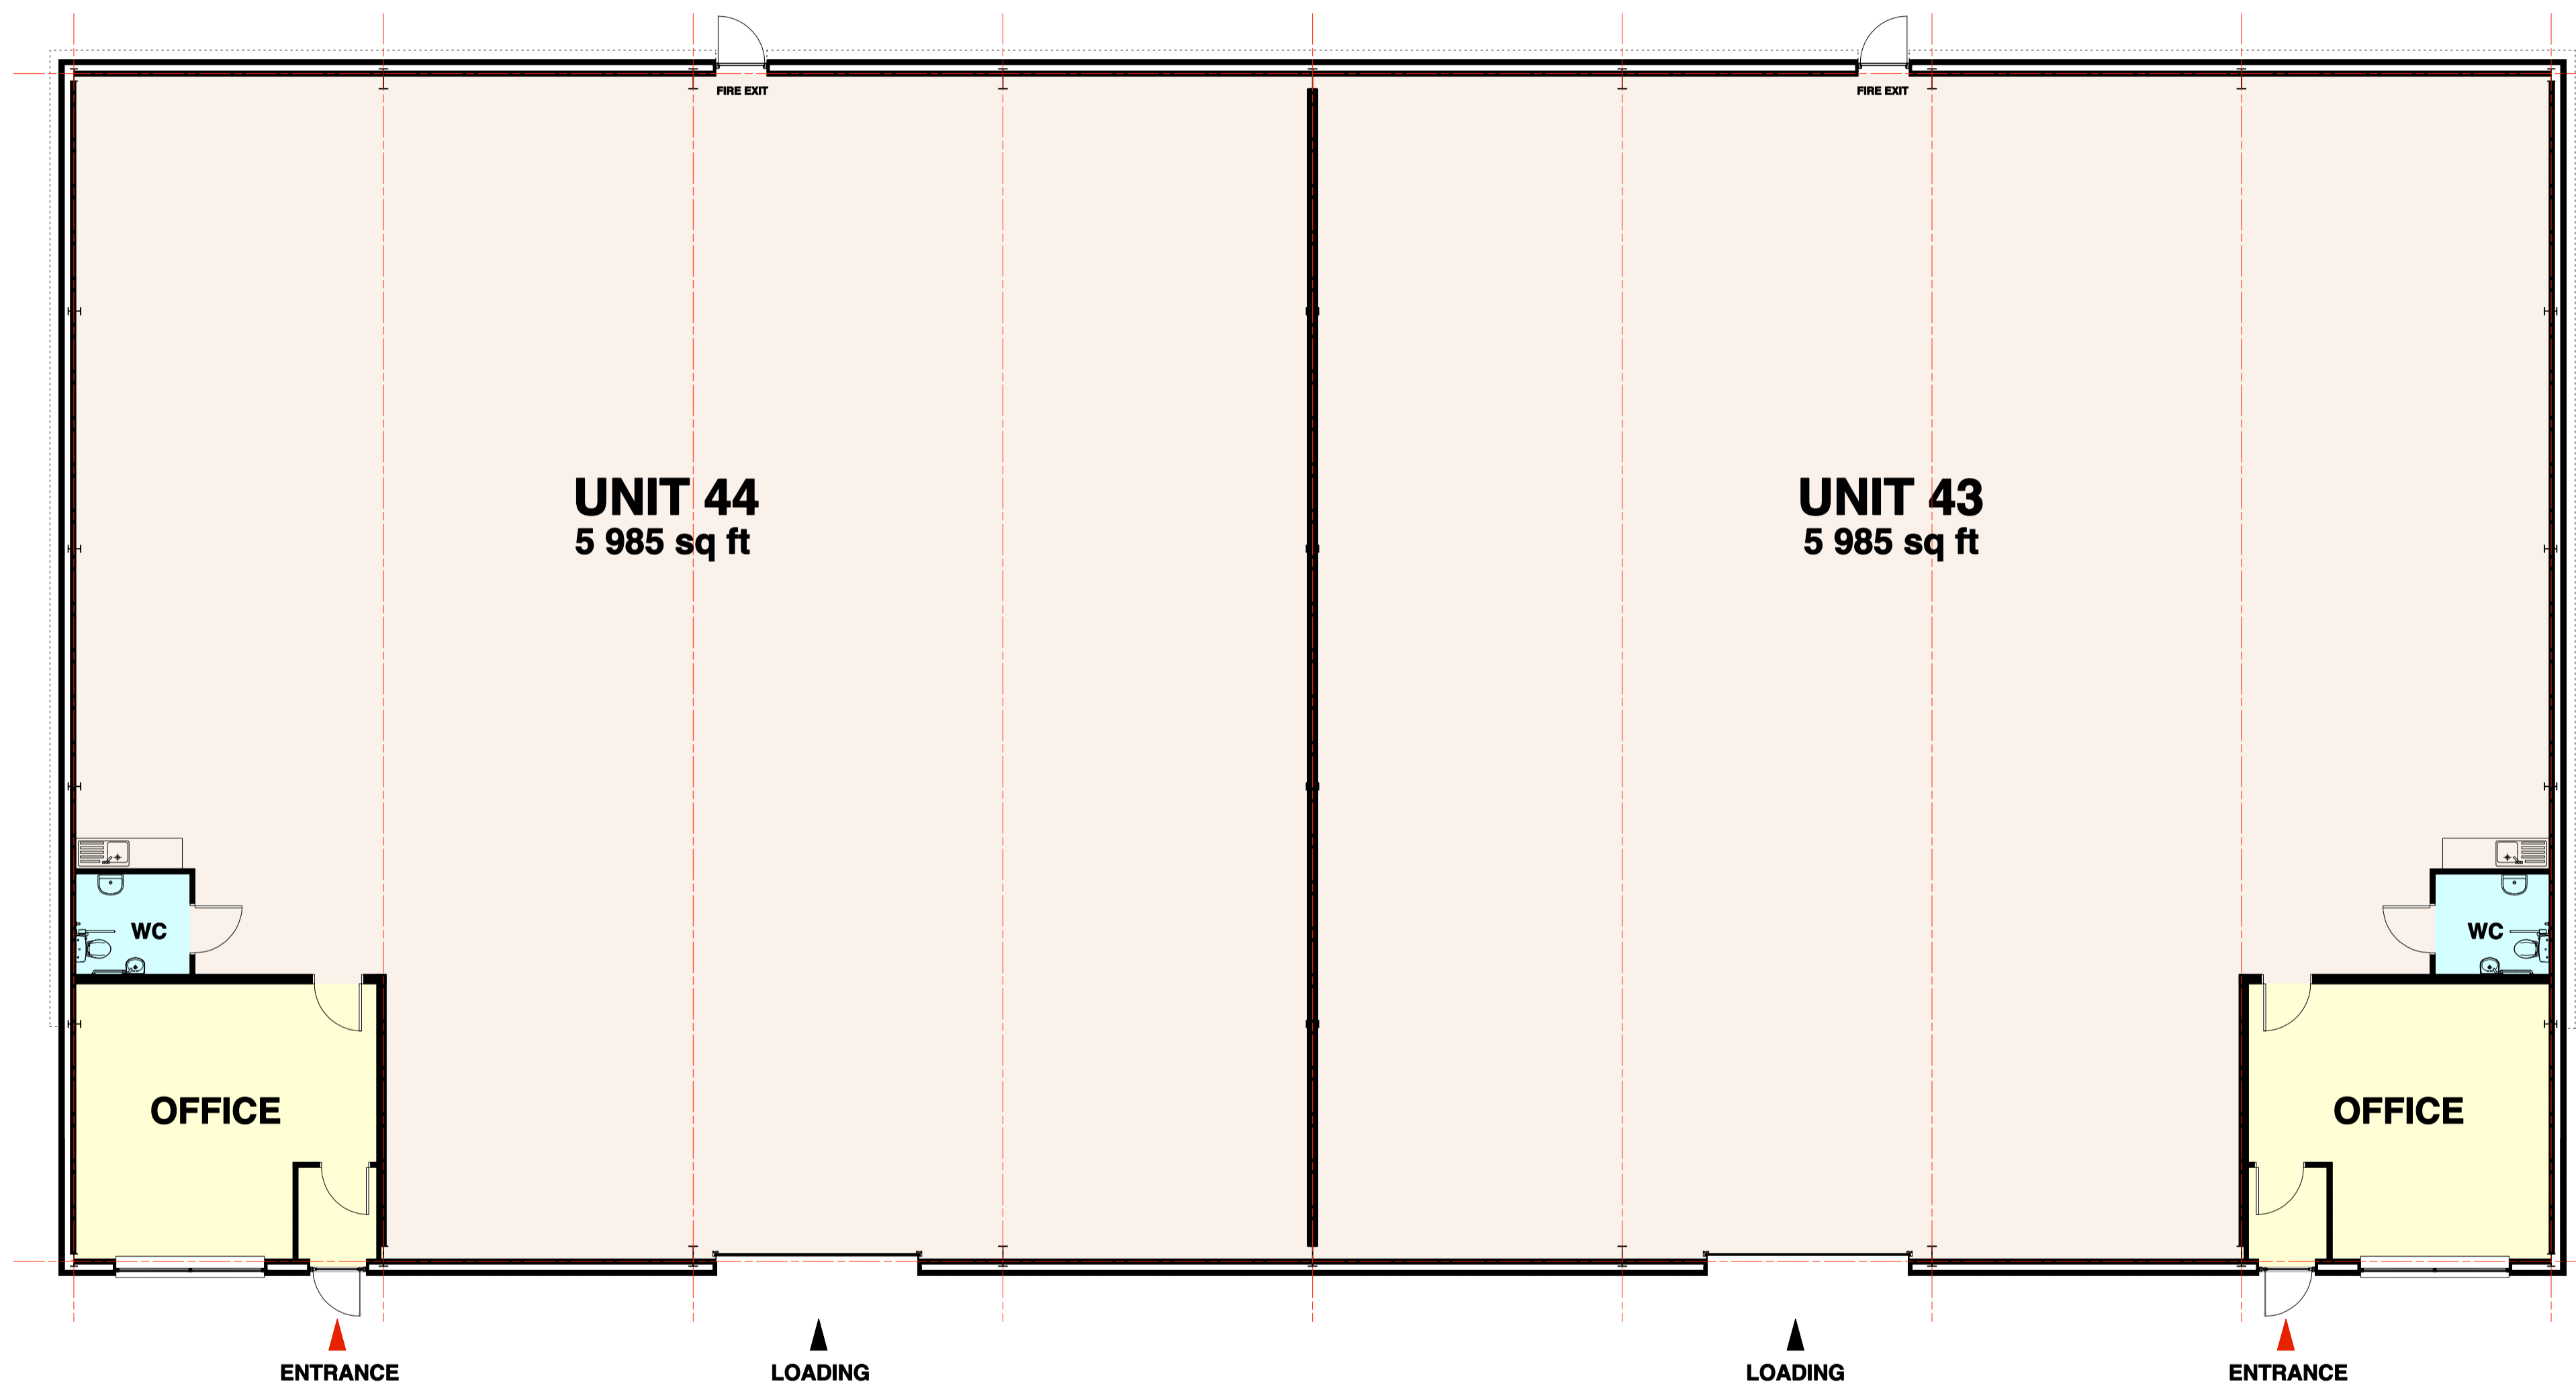 FIRE EXIT
FIRE EXIT
UNIT 44
5 985 sq ft
UNIT 43
5 985 sq ft
WC
WC
OFFICE
OFFICE
ENTRANCE
LOADING
LOADING
ENTRANCE